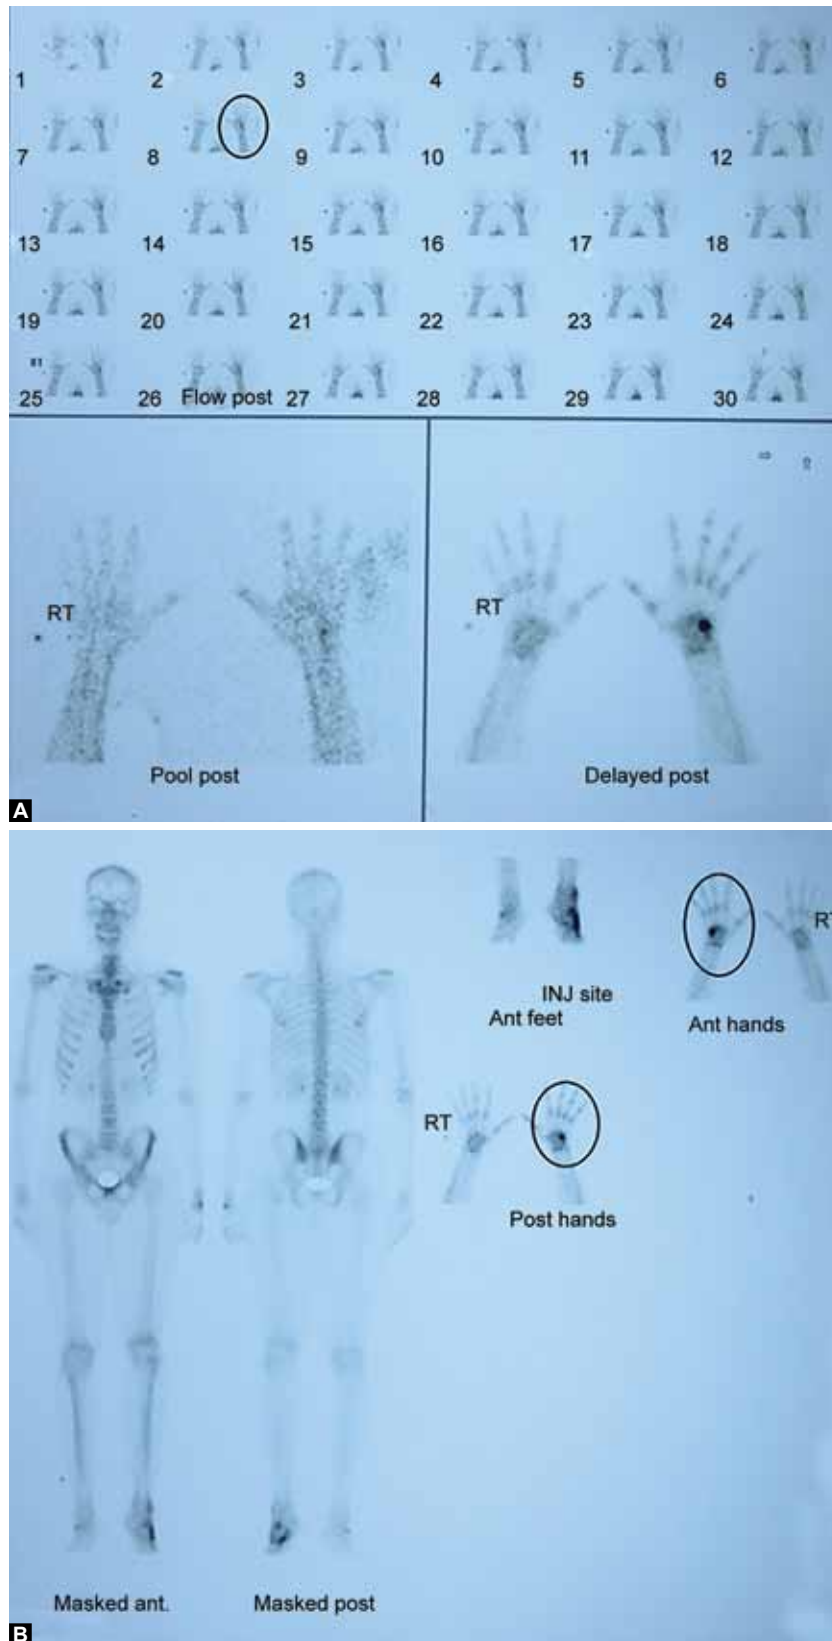 1 2 3 4 5 6
7 8 9 10 11 12
13 14 15 16 17 18
19 20 21 22 23 24
25 26 Flow post 27 28 29 30
RT
RT
Pool post
Delayed post
A
INJ site
Ant feet
RT
Ant hands
RT
Post hands
Masked ant.
Masked post
B